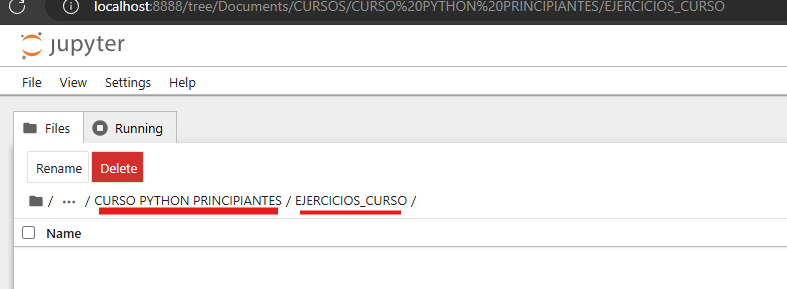 localhost:8888/tree/Documents/CURSOS/CURSO%20PYTHON%20PRINCIPIANTES/EJERCICIOS_CURSO
jupyter
File View Settings Help
Files Running
Rename Delete
/ ··· / CURSO PYTHON PRINCIPIANTES / EJERCICIOS_CURSO /
Name